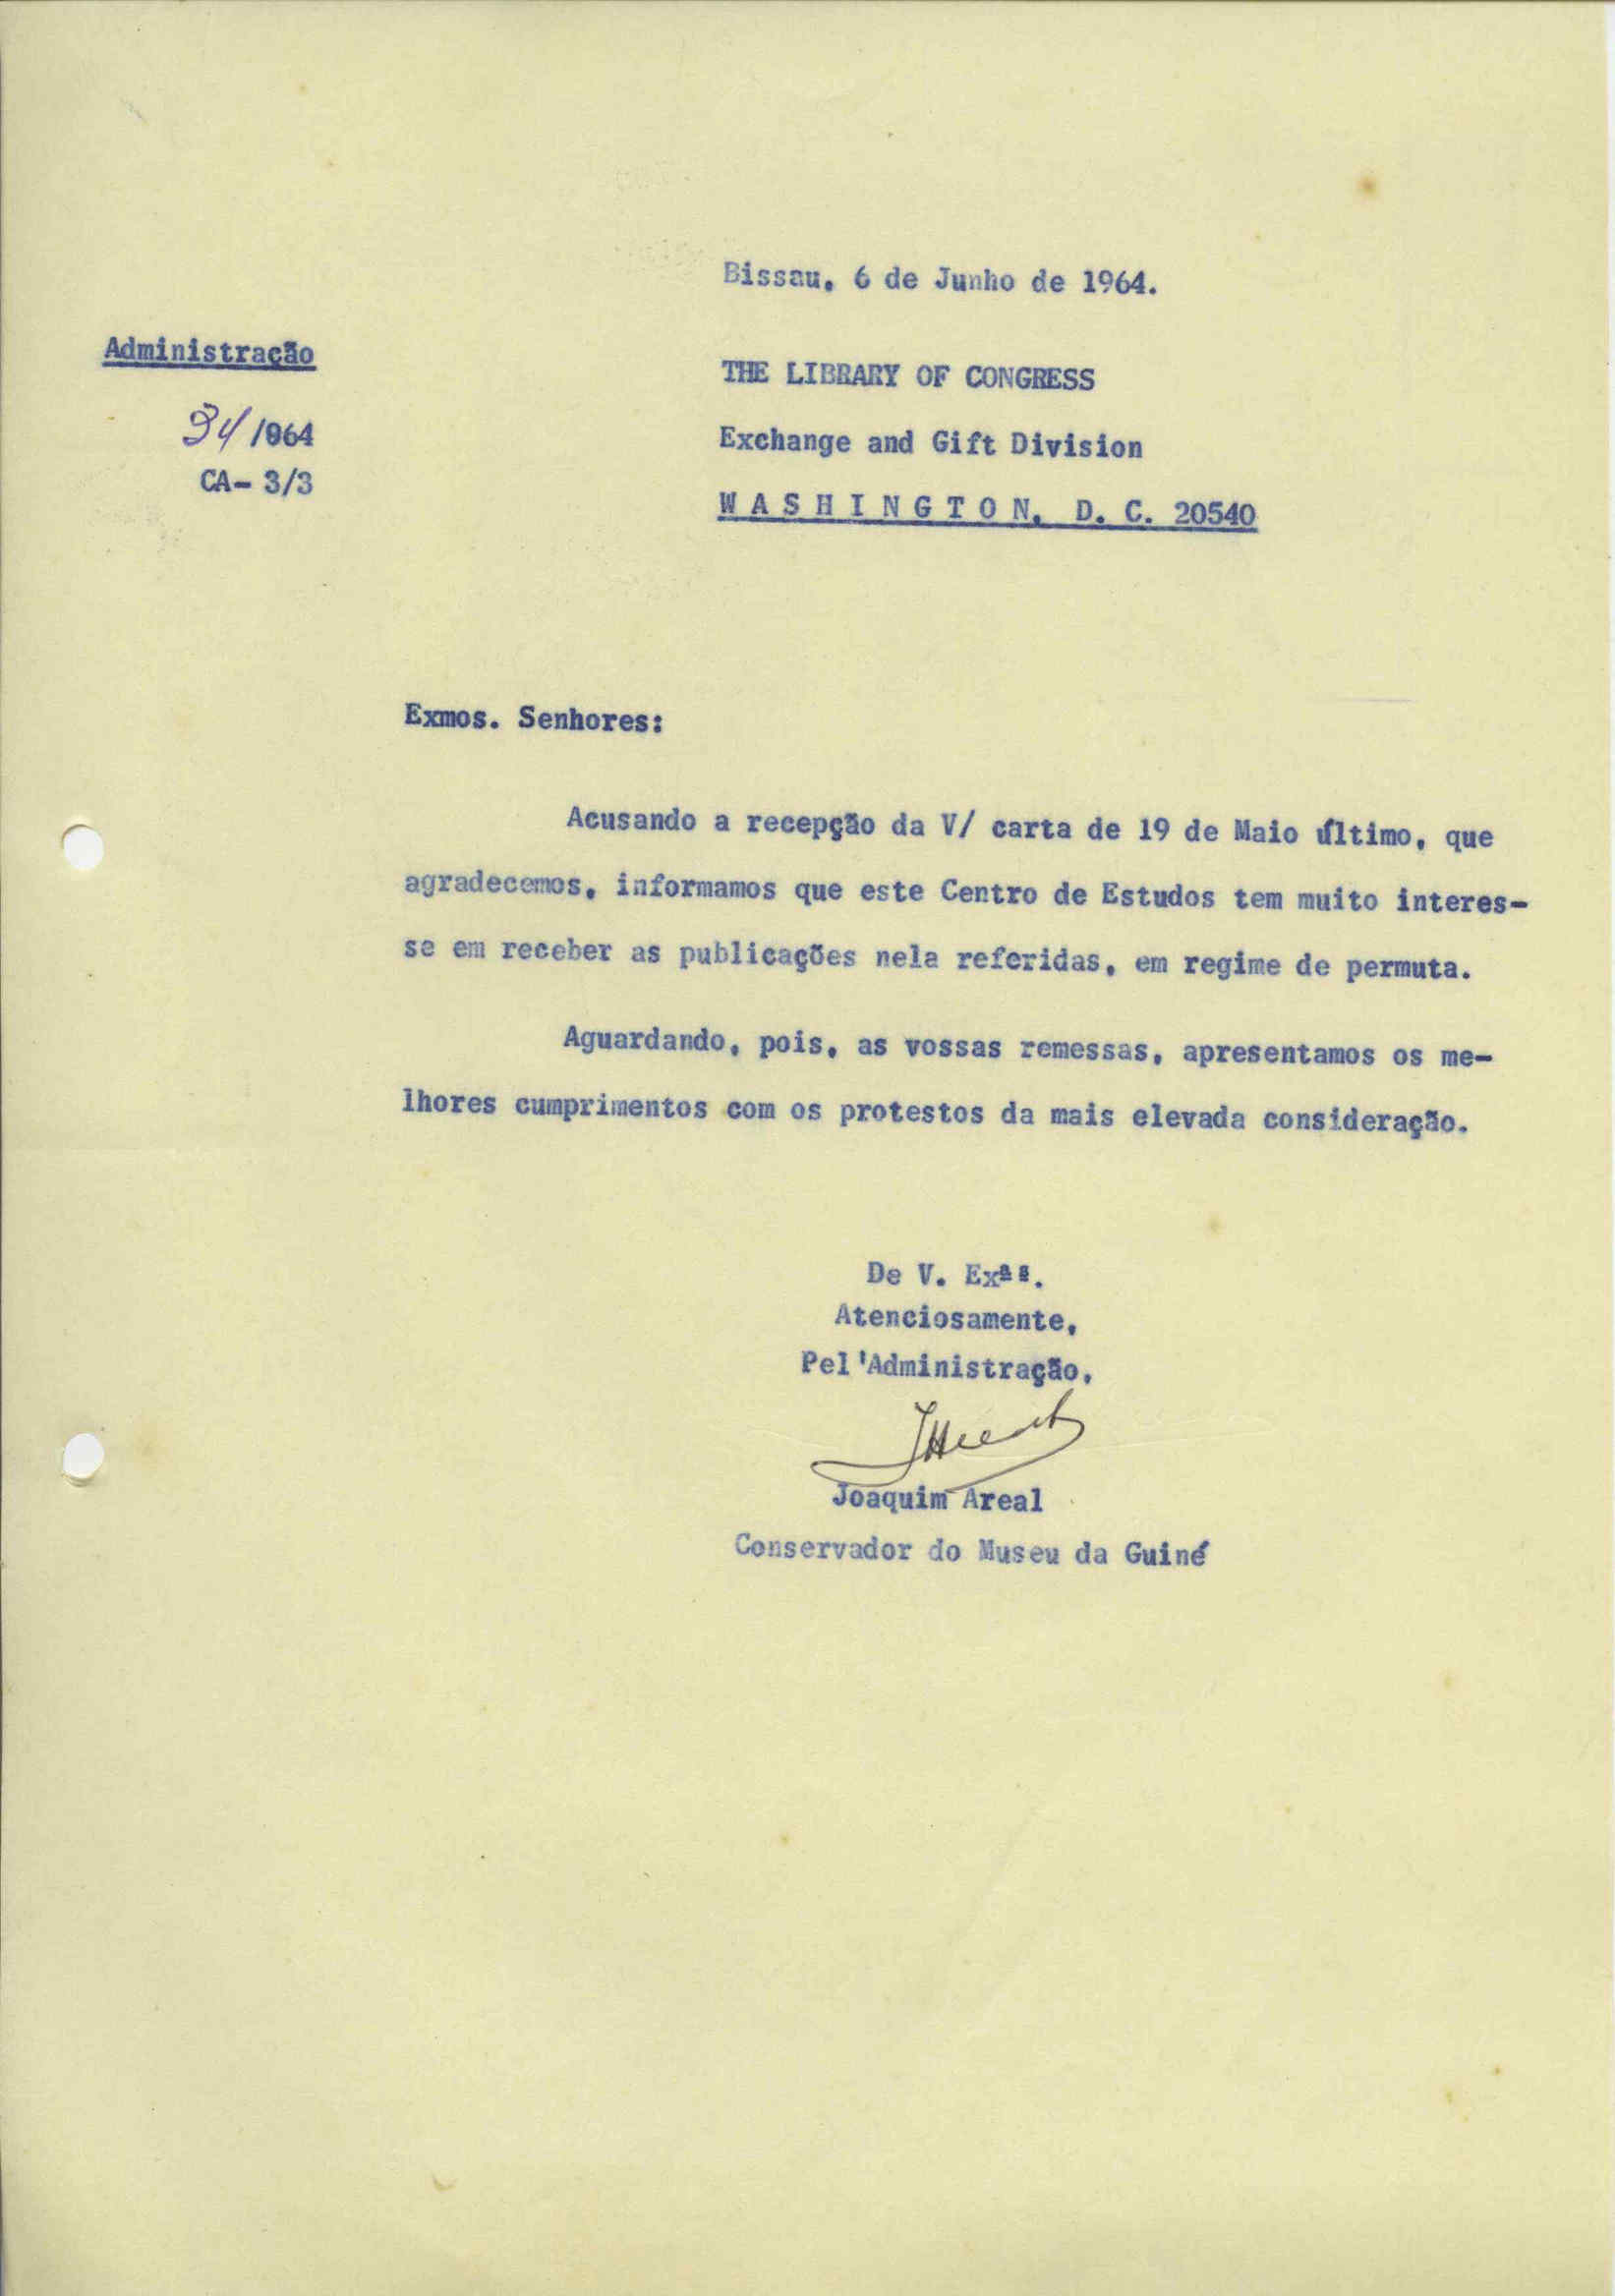 Bissau, 6 de Junho de 1964.
Administração
THE LIBRARY OF CONGRESS
34/964
Exchange and Gift Division
CA- 3/3
W A S H I N G T O N, D. C. 20540
Exmos. Senhores:
Acusando a recepção da V/ carta de 19 de Maio último, que
agradecemos, informamos que este Centro de Estudos tem muito interes-
se em receber as publicações nela referidas, em regime de permuta.
Aguardando, pois, as vossas remessas, apresentamos os me-
lhores cumprimentos com os protestos da mais elevada consideração.
De V. Exªs.
Atenciosamente,
Pel'Administração,
Joaquim Areal
Conservador do Museu da Guiné